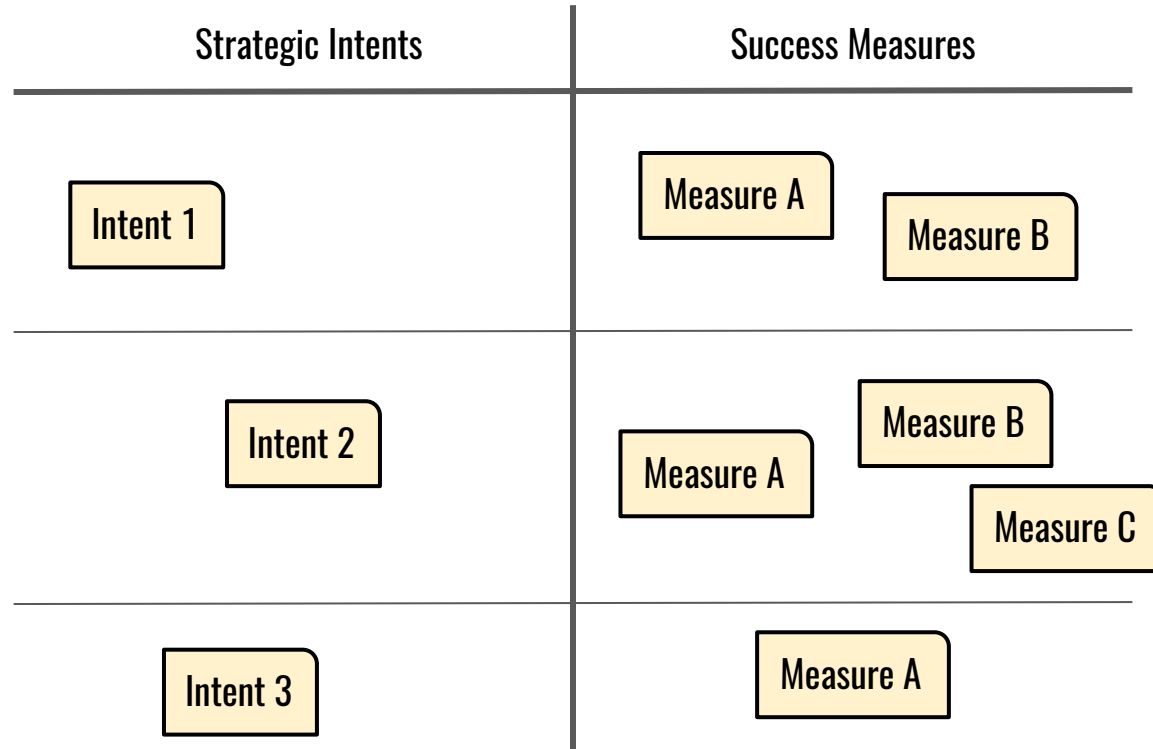 Strategic Intents
Success Measures
Intent 1
Measure A
Measure B
Intent 2
Measure A
Measure B
Measure C
Intent 3
Measure A